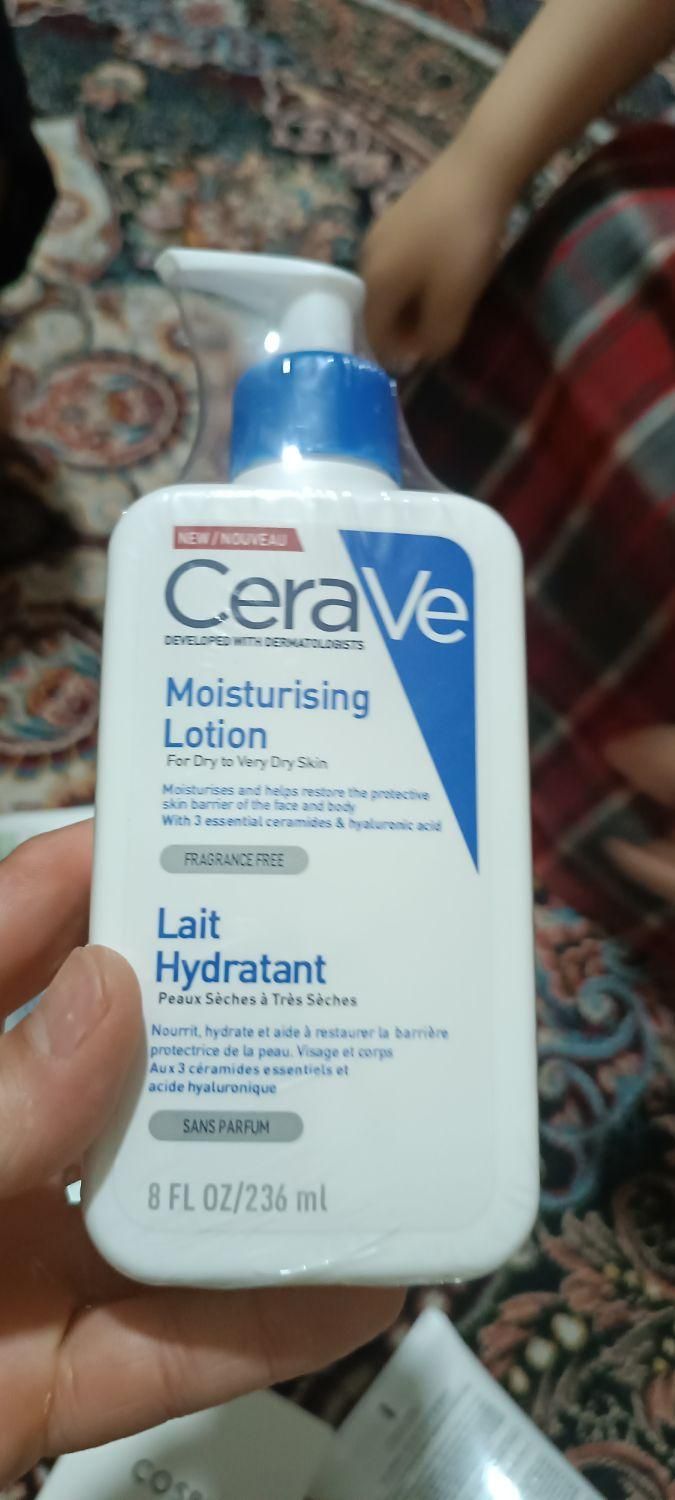 NEW / NOUVEAU
CeraVe
DEVELOPED WITH DERMATOLOGISTS
Moisturising
Lotion
For Dry to Very Dry Skin
Moisturises and helps restore the protective
skin barrier of the face and body
With 3 essential ceramides & hyaluronic acid
FRAGRANCE FREE
Lait
Hydratant
Peaux Sèches à Très Sèches
Nourrit, hydrate et aide à restaurer la barrière
protectrice de la peau. Visage et corps
Aux 3 céramides essentiels et
acide hyaluronique
SANS PARFUM
8 FL OZ/236 ml